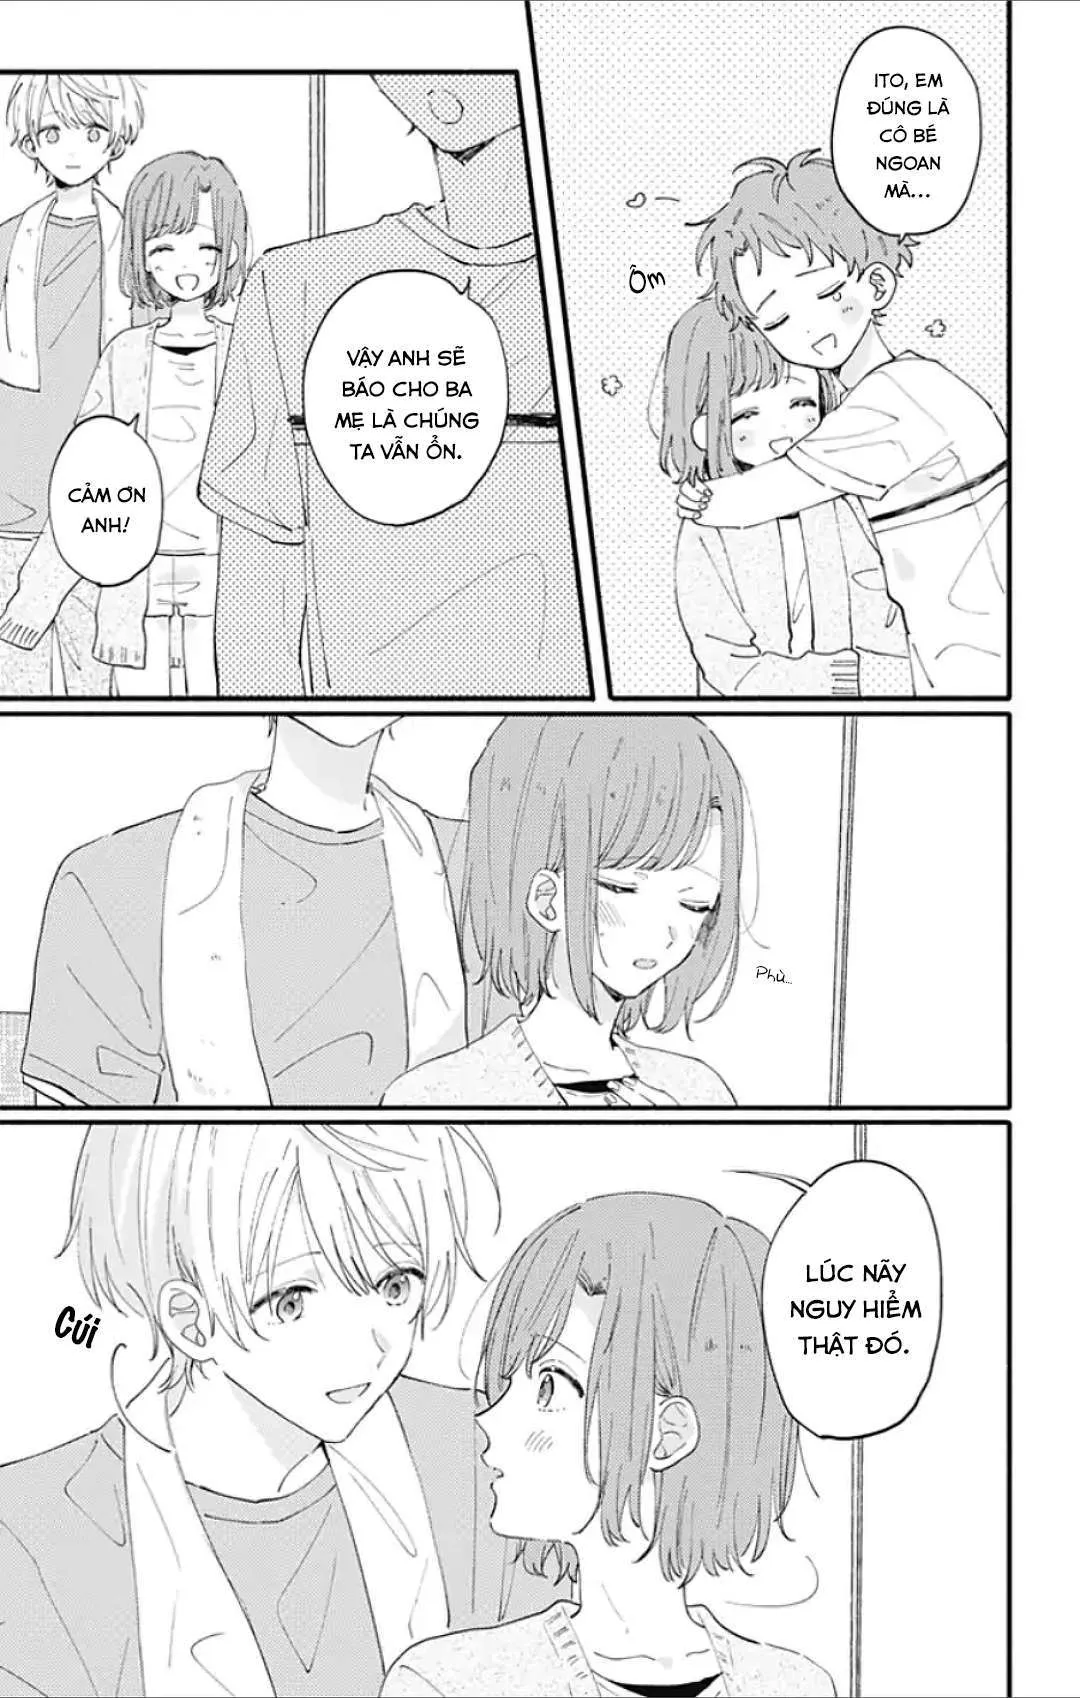 ITO, EM
ĐÚNG LÀ
CÔ BÉ
NGOAN
MÀ...
Ôm
VẬY ANH SẼ
BÁO CHO BA
MẸ LÀ CHÚNG
TA VẪN ỔN.
CẢM ƠN
ANH!
Phù...
LÚC NÃY
NGUY HIỂM
THẬT ĐÓ.
Cúi